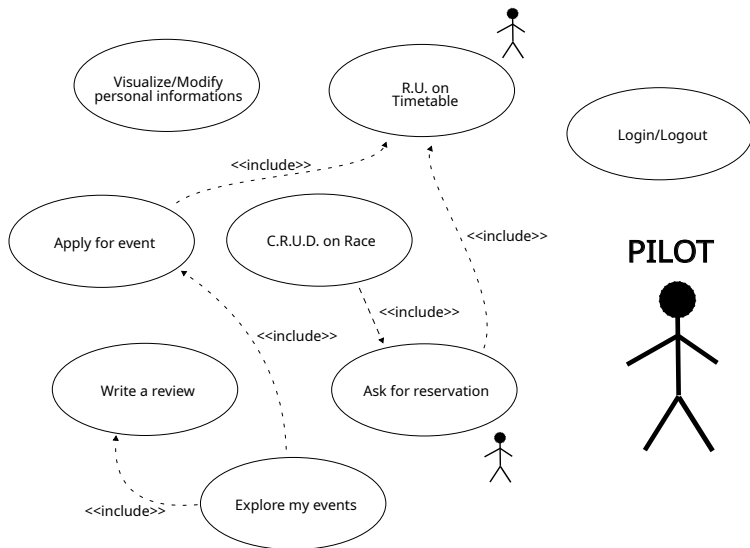 Visualize/Modify
personal informations
R.U. on
Timetable
Login/Logout
<<include>>
Apply for event
C.R.U.D. on Race
<<include>>
PILOT
<<include>>
<<include>>
Write a review
Ask for reservation
Explore my events
<<include>>